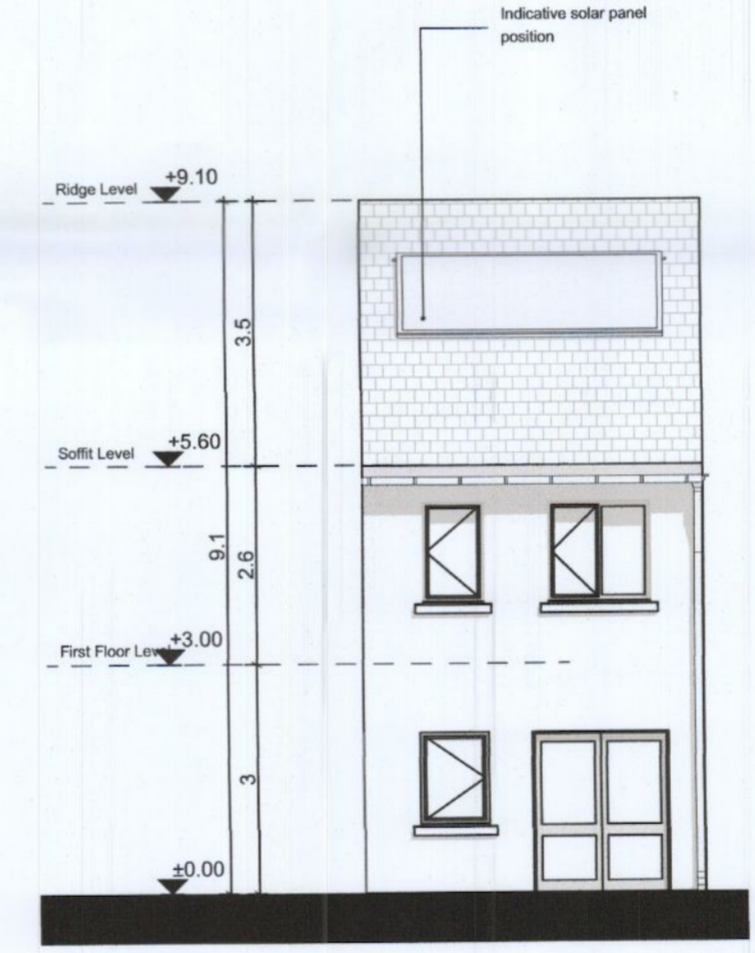 Indicative solar panel
position
+9.10
Ridge Level
3.5
+5.60
Soffit Level
9.1
2.6
+3.00
First Floor Level
3
±0.00